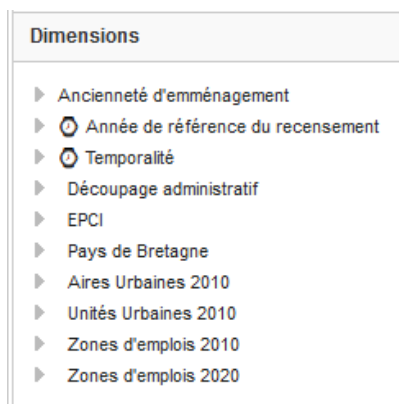 Dimensions
Ancienneté d'emménagement
Année de référence du recensement
Temporalité
Découpage administratif
EPCI
Pays de Bretagne
Aires Urbaines 2010
Unités Urbaines 2010
Zones d'emplois 2010
Zones d'emplois 2020